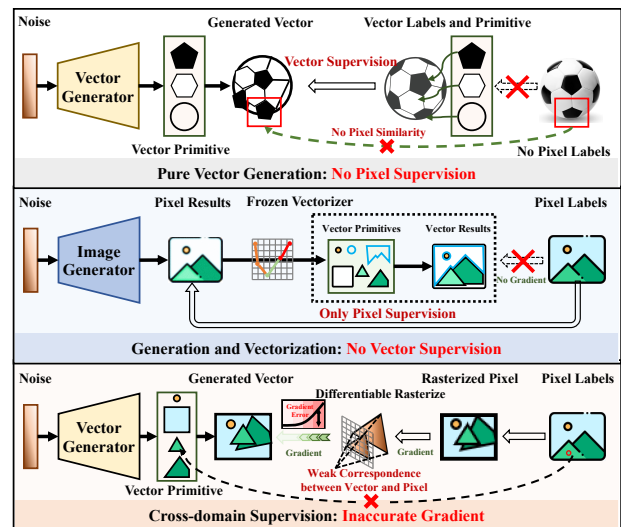 Noise
Generated Vector
Vector Labels and Primitive
Vector
Generator
Vector Supervision
No Pixel Similarity
Vector Primitive
No Pixel Labels
Pure Vector Generation: No Pixel Supervision
Noise
Pixel Results
Frozen Vectorizer
Pixel Labels
Vector Primitives
Vector Results
Image
Generator
No Gradient
Only Pixel Supervision
Generation and Vectorization: No Vector Supervision
Noise
Generated Vector
Rasterized Pixel
Pixel Labels
Differentiable Rasterize
Gradient
Error
Vector
Generator
Gradient
Gradient
Weak Correspondence
between Vector and Pixel
Vector Primitive
Cross-domain Supervision: Inaccurate Gradient